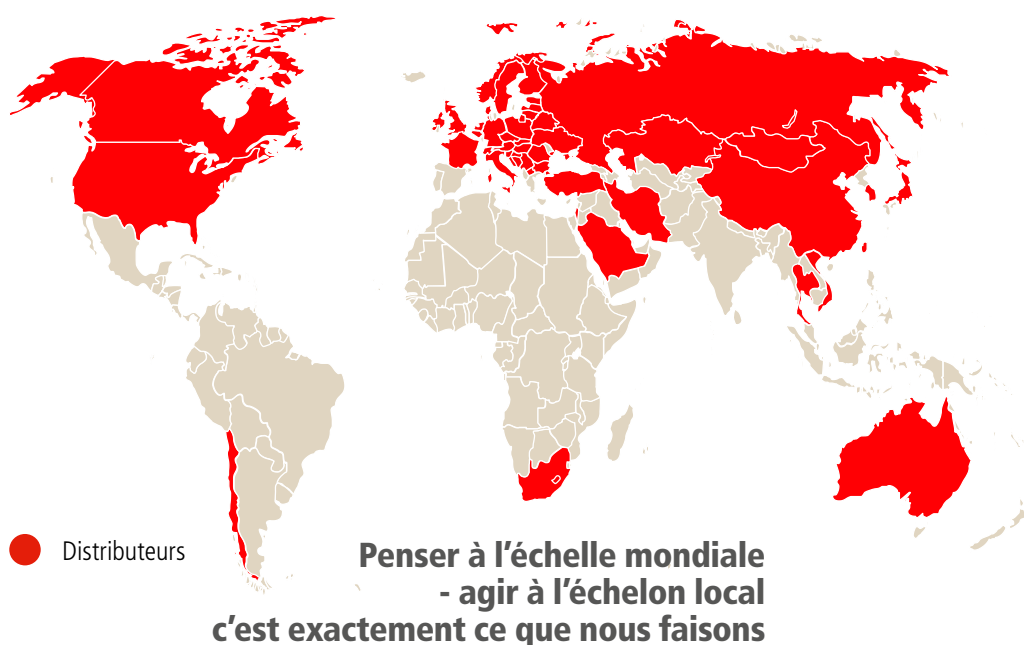 Distributeurs
Penser à l’échelle mondiale
- agir à l’échelon local
c’est exactement ce que nous faisons